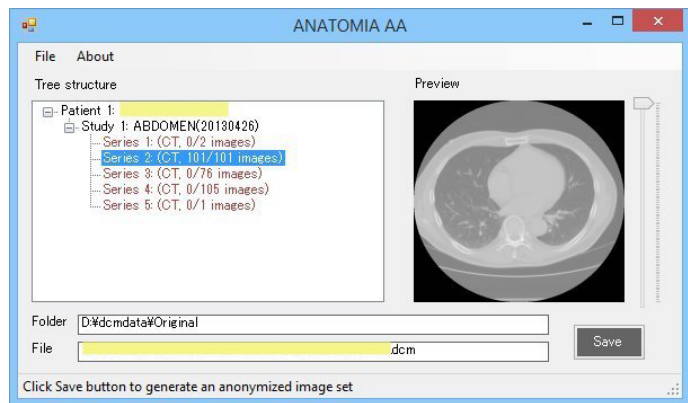 ANATOMIA AA
File About
Tree structure
Preview
Patient 1:
Study 1: ABDOMEN(20130426)
Series 1: (CT, 0/2 images)
Series 2: (CT, 101/101 images)
Series 3: (CT, 0/76 images)
Series 4: (CT, 0/105 images)
Series 5: (CT, 0/1 images)
Folder D:¥dcmdata¥Original
File .dcm
Save
Click Save button to generate an anonymized image set